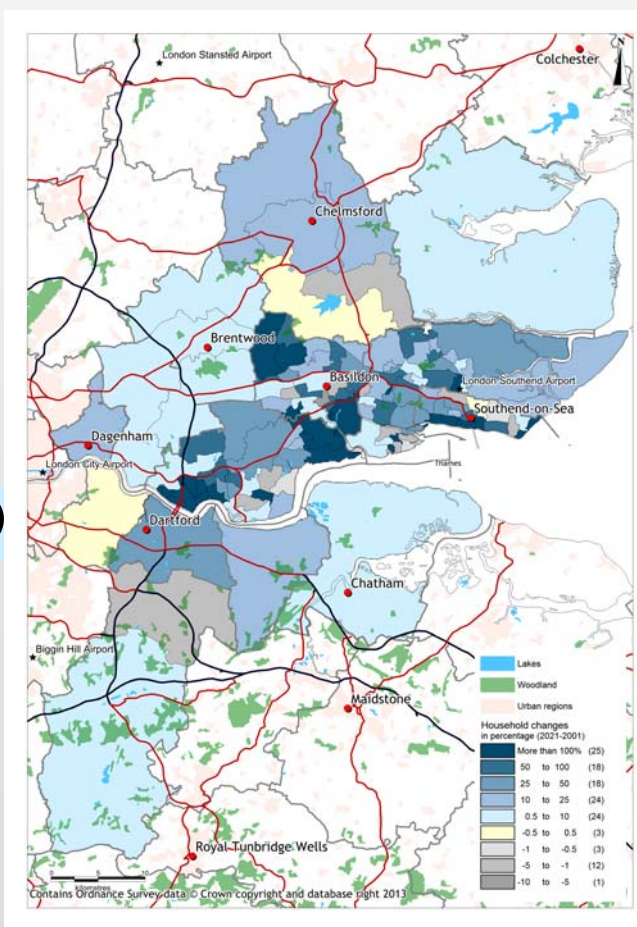 London Stansted Airport
N
Colchester
Chelmsford
Brentwood
Basildon
London Southend Airport
Southend-on-Sea
Dagenham
London City Airport
Thames
Dartford
Chatham
Biggin Hill Airport
Maidstone
Royal Tunbridge Wells
Lakes
Woodland
Urban regions
Household changes
in percentage (2021-2001)
More than 100% (25)
50 to 100 (18)
25 to 50 (18)
10 to 25 (24)
0.5 to 10 (24)
-0.5 to 0.5 (3)
-1 to -0.5 (3)
-5 to -1 (12)
-10 to -5 (1)
kilometres
Contains Ordnance Survey data © Crown copyright and database right 2013